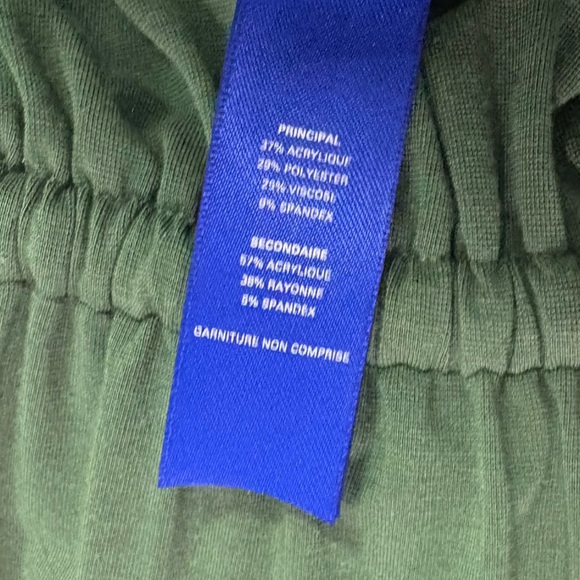 PRINCIPAL
37% ACRYLIQUE
29% POLYESTER
25% VISCOSE
9% SPANDEX
SECONDAIRE
57% ACRYLIQUE
38% RAYONNE
5% SPANDEX
GARNITURE NON COMPRISE